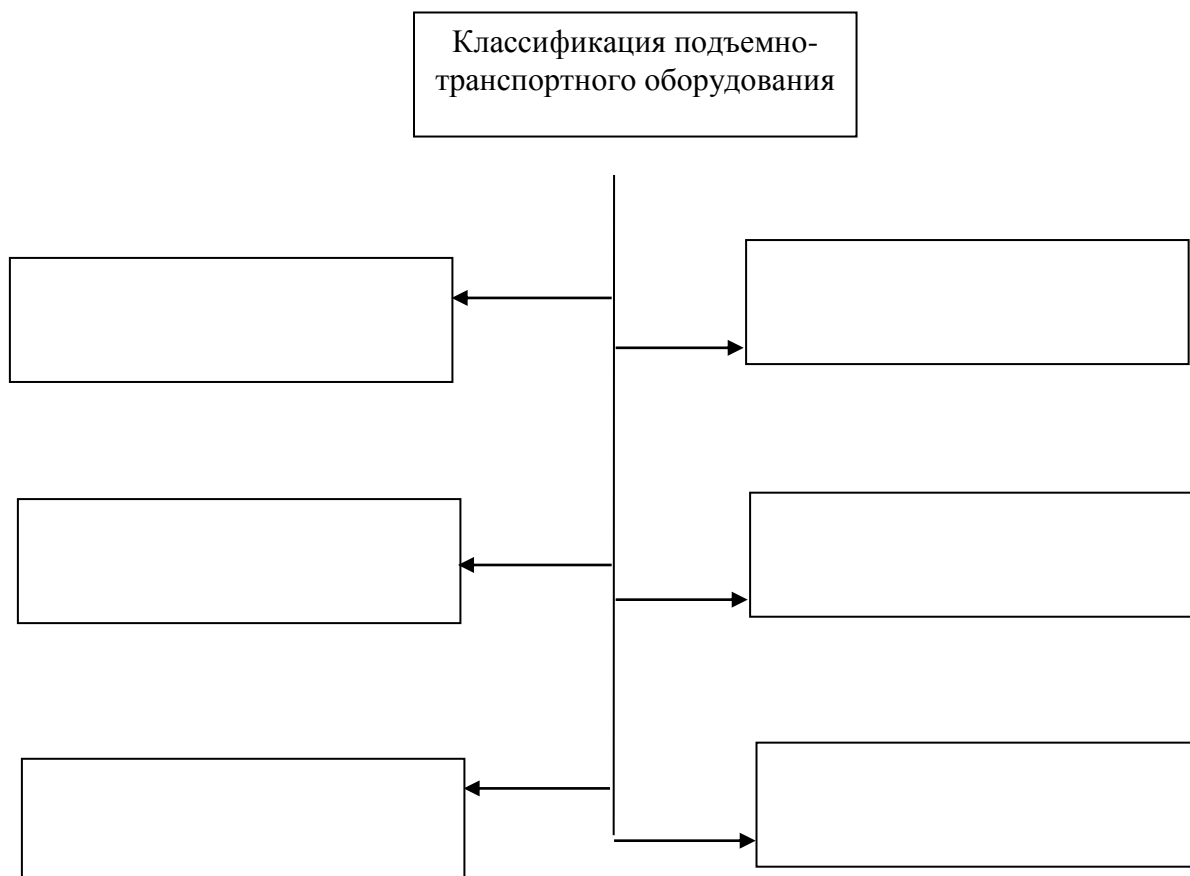 Классификация подъемно-
транспортного оборудования